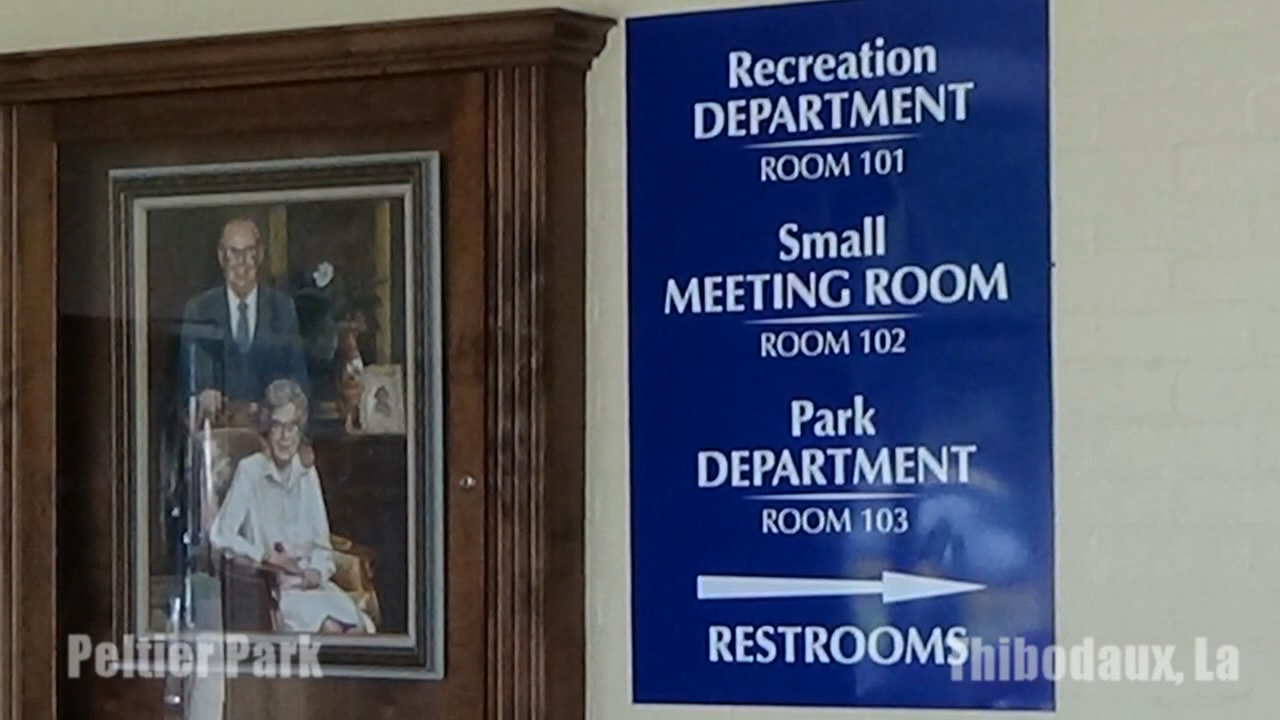 Recreation
DEPARTMENT
ROOM 101
Small
MEETING ROOM
ROOM 102
Park
DEPARTMENT
ROOM 103
RESTROOMS
Peltier Park
Thibodaux, La